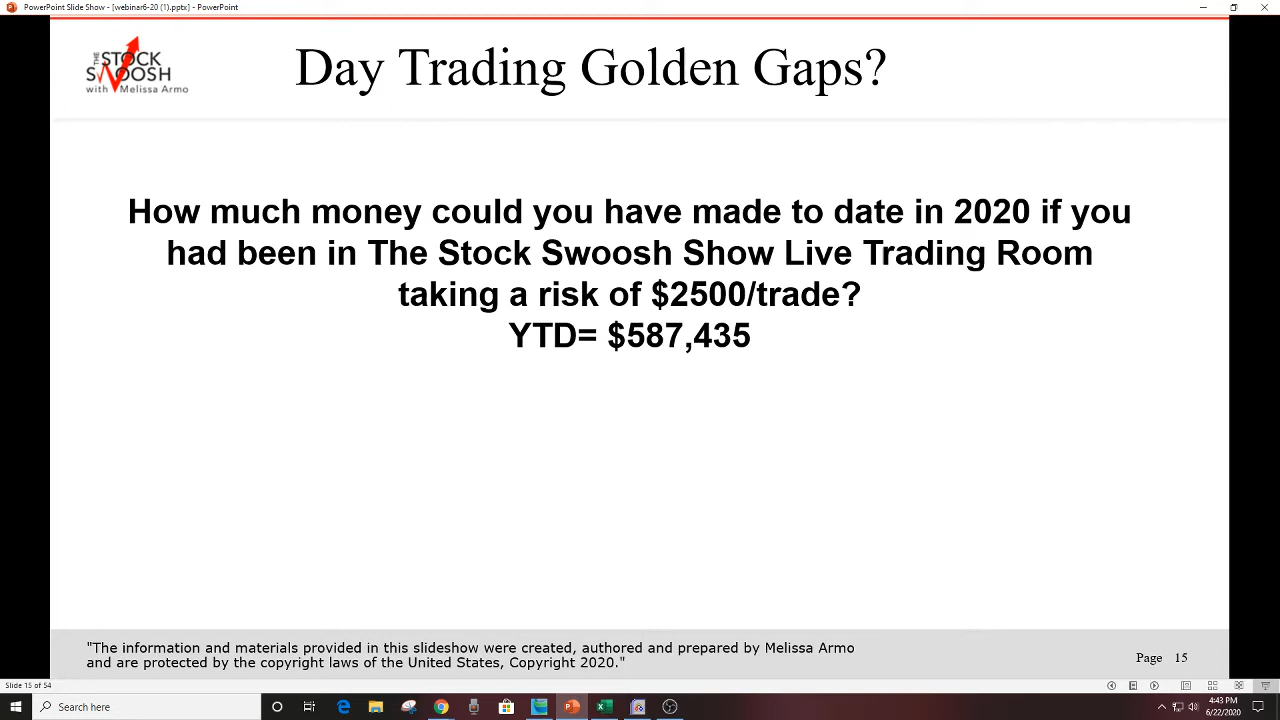 PowerPoint Slide Show - [webinar6-20 (1).pptx] - PowerPoint
THE
STOCK
SWOOSH
with Melissa Armo
Day Trading Golden Gaps?
How much money could you have made to date in 2020 if you
had been in The Stock Swoosh Show Live Trading Room
taking a risk of $2500/trade?
YTD= $587,435
"The information and materials provided in this slideshow were created, authored and prepared by Melissa Armo
and are protected by the copyright laws of the United States, Copyright 2020."
Page 15
Slide 15 of 54
Search here
4:43 PM
6/22/2020